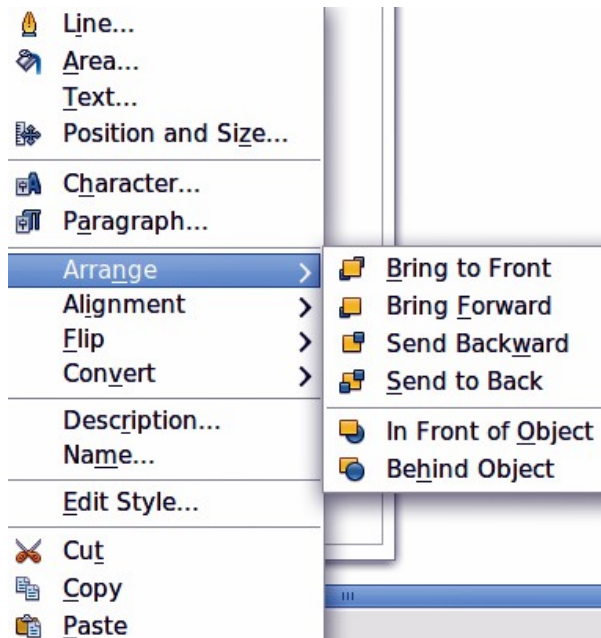 Line...
Area...
Text...
Position and Size...
Character...
Paragraph...
Arrange
Alignment
Flip
Convert
Description...
Name...
Edit Style...
Cut
Copy
Paste
Bring to Front
Bring Forward
Send Backward
Send to Back
In Front of Object
Behind Object